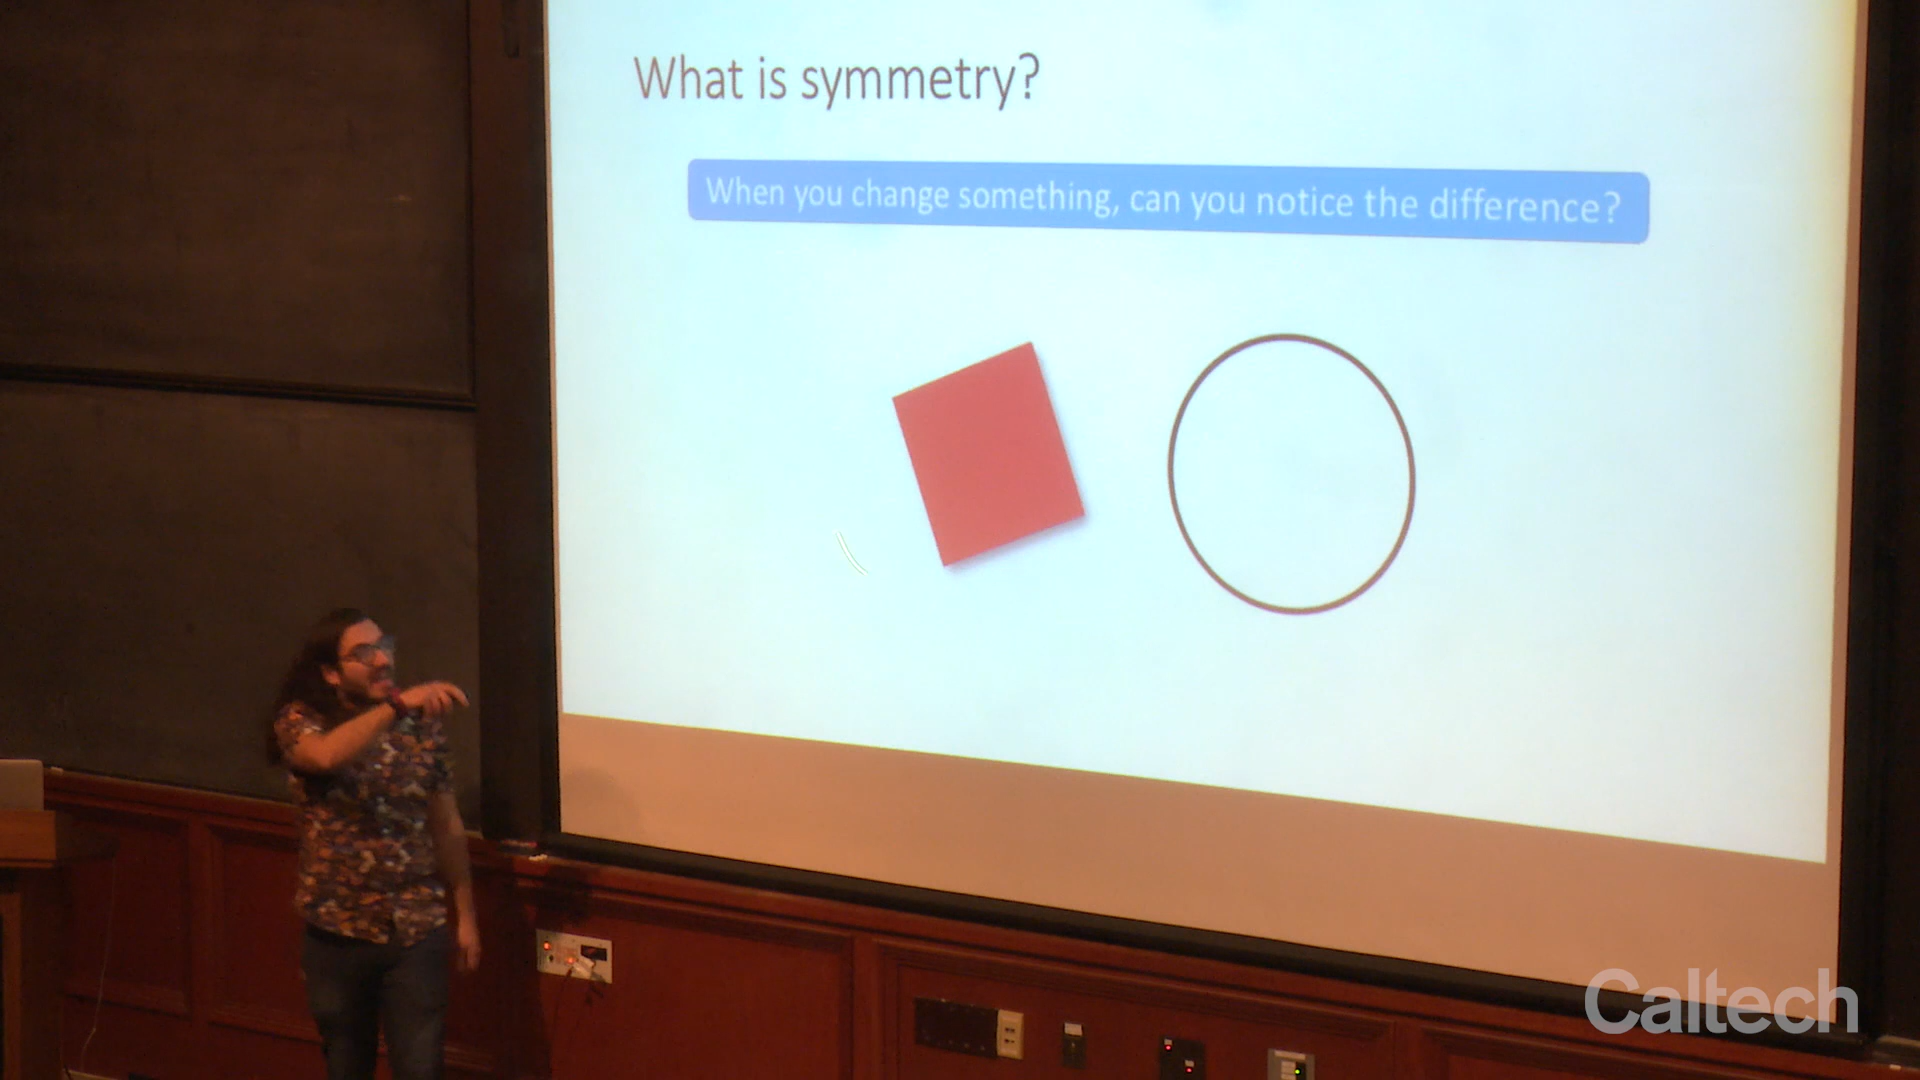 What is symmetry?
When you change something, can you notice the difference?
Caltech